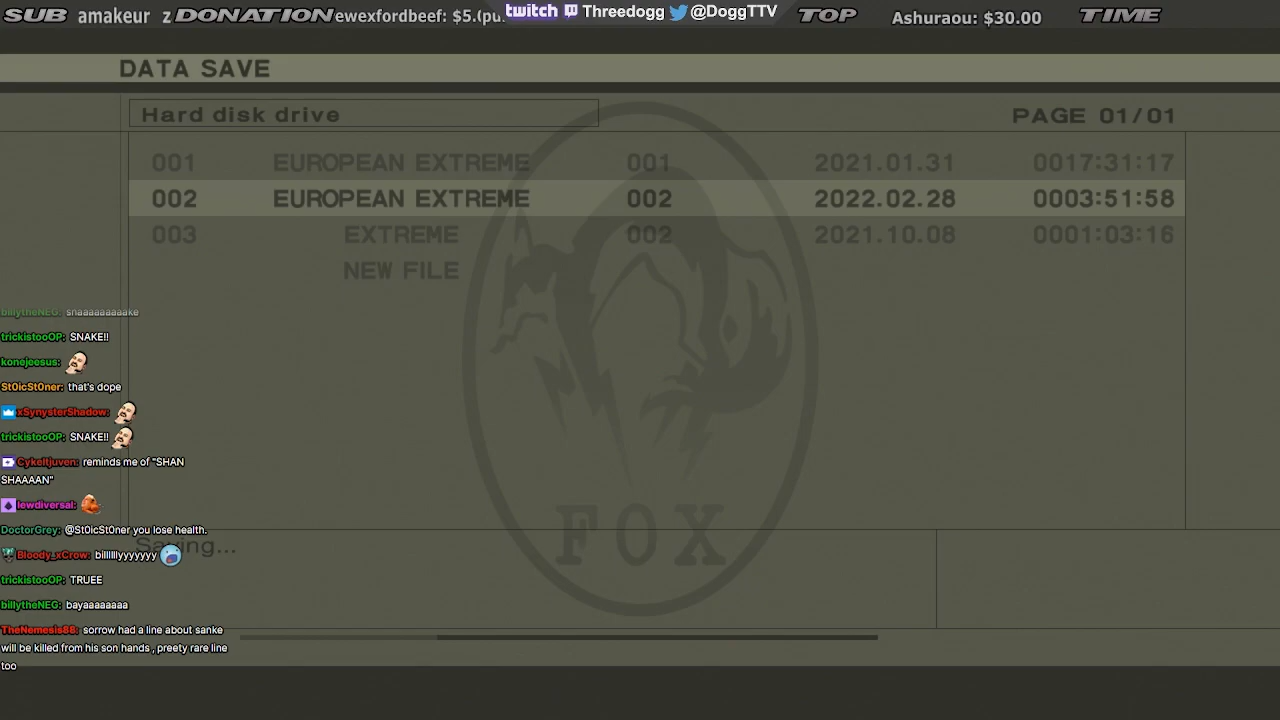 SUB amakeur z DONATION ewexfordbeef: $5.(pu: twitch Threedogg @DoggTTV TOP Ashuraou: $30.00 TIME
DATA SAVE
Hard disk drive PAGE 01/01
001 EUROPEAN EXTREME 001 2021.01.31 0017:31:17
002 EUROPEAN EXTREME 002 2022.02.28 0003:51:58
003 EXTREME 002 2021.10.08 0001:03:16
NEW FILE
FOX
Saving...
billytheNEG: snaaaaaaaaake
trickistooOP: SNAKE!!
konejeesus:
St0icSt0ner: that's dope
xSynysterShadow:
trickistooOP: SNAKE!!
Cykeltjuven: reminds me of "SHAN
SHAAAAN"
lewdiversal:
DoctorGrey: @St0icSt0ner you lose health.
Bloody_xCrow: billlllllyyyyyyy
trickistooOP: TRUEE
billytheNEG: bayaaaaaaaa
TheNemesis88: sorrow had a line about sanke
will be killed from his son hands , preety rare line
too